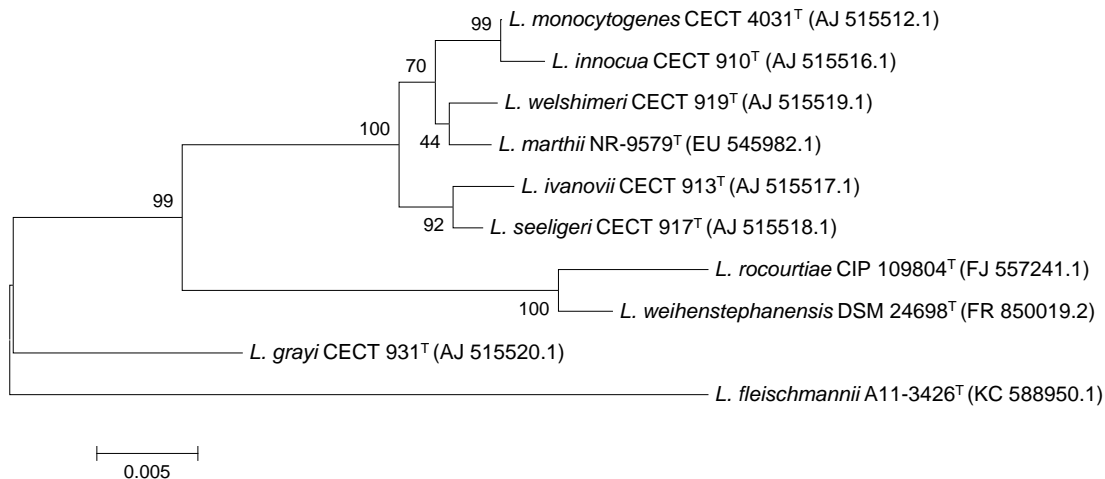 99
L. monocytogenes CECT 4031T (AJ 515512.1)
L. innocua CECT 910T (AJ 515516.1)
70
L. welshimeri CECT 919T (AJ 515519.1)
100
44
L. marthii NR-9579T (EU 545982.1)
L. ivanovii CECT 913T (AJ 515517.1)
99
92
L. seeligeri CECT 917T (AJ 515518.1)
L. rocourtiae CIP 109804T (FJ 557241.1)
100
L. weihenstephanensis DSM 24698T (FR 850019.2)
L. grayi CECT 931T (AJ 515520.1)
L. fleischmannii A11-3426T (KC 588950.1)
0.005